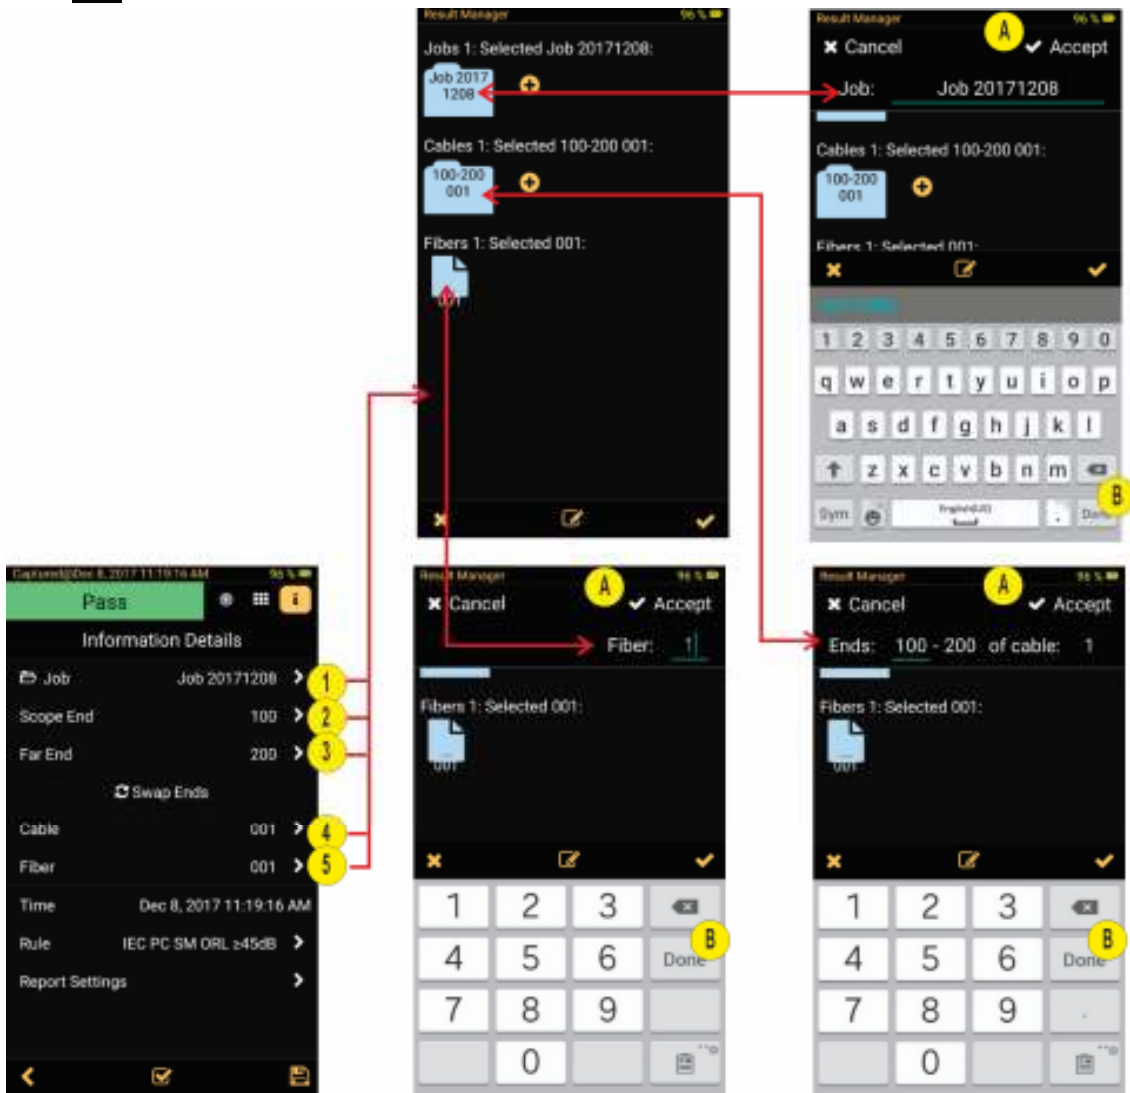 Result Manager 96 %
Jobs 1: Selected Job 20171208:
Job 2017
1208
Cables 1: Selected 100-200 001:
100-200
001
Fibers 1: Selected 001:
001
Result Manager 96 %
A
Cancel Accept
Job: Job 20171208
Cables 1: Selected 100-200 001:
100-200
001
Fibers 1: Selected 001:
1 2 3 4 5 6 7 8 9 0
q w e r t y u i o p
a s d f g h j k l
z x c v b n m
B
Sym English(US) . Done
Captured@Dec 8, 2017 11:19:16 AM 96 %
Pass i
Information Details
Job Job 20171208 1
Scope End 100 2
Far End 200 3
Swap Ends
Cable 001 4
Fiber 001 5
Time Dec 8, 2017 11:19:16 AM
Rule IEC PC SM ORL ≥45dB
Report Settings
Result Manager 96 %
A
Cancel Accept
Fiber: 1
Fibers 1: Selected 001:
001
1 2 3
B
4 5 6 Done
7 8 9
0
Result Manager 96 %
A
Cancel Accept
Ends: 100 - 200 of cable: 1
Fibers 1: Selected 001:
001
1 2 3
B
4 5 6 Done
7 8 9 .
0